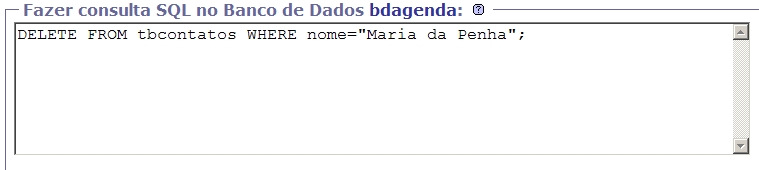 Fazer consulta SQL no Banco de Dados bdagenda:
DELETE FROM tbcontatos WHERE nome="Maria da Penha";